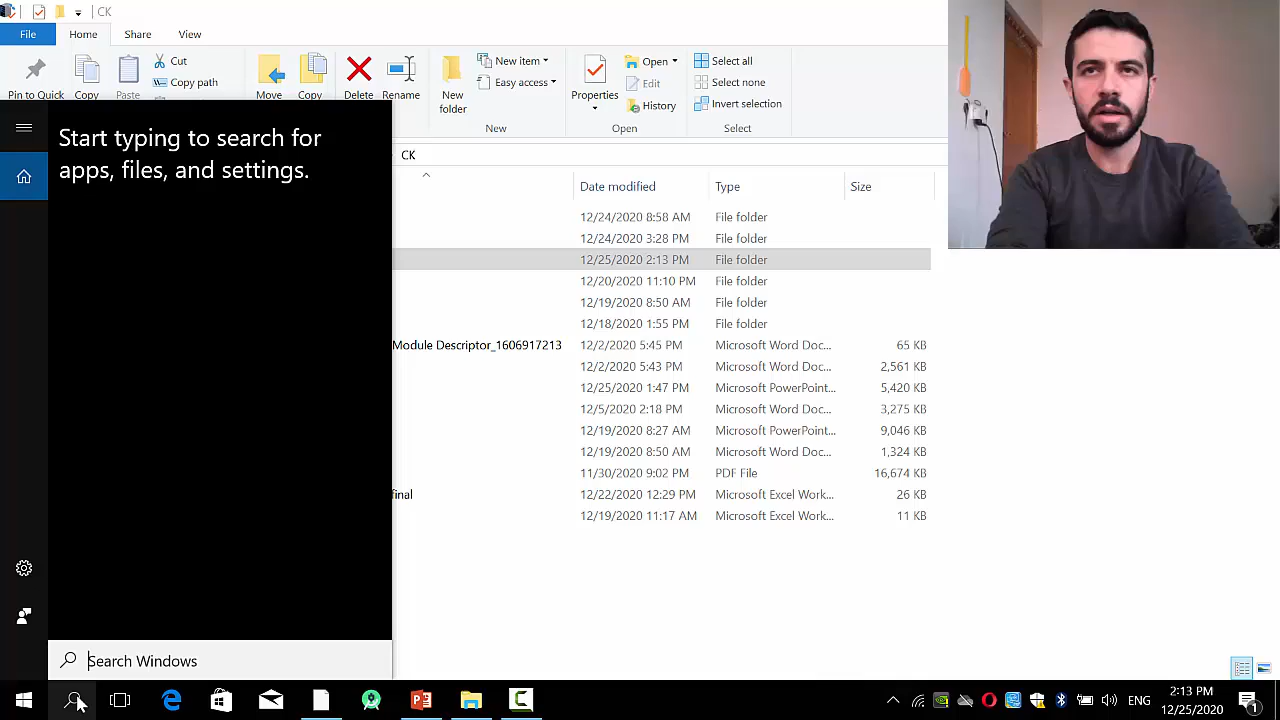 CK
File Home Share View
Pin to Quick Copy Paste Cut Copy path Move Copy Delete Rename New folder New item Easy access Properties Open Edit History Select all Select none Invert selection
New Open Select
Start typing to search for
apps, files, and settings.
CK
Date modified Type Size
12/24/2020 8:58 AM File folder
12/24/2020 3:28 PM File folder
12/25/2020 2:13 PM File folder
12/20/2020 11:10 PM File folder
12/19/2020 8:50 AM File folder
12/18/2020 1:55 PM File folder
Module Descriptor_1606917213 12/2/2020 5:45 PM Microsoft Word Doc... 65 KB
12/2/2020 5:43 PM Microsoft Word Doc... 2,561 KB
12/25/2020 1:47 PM Microsoft PowerPoint... 5,420 KB
12/5/2020 2:18 PM Microsoft Word Doc... 3,275 KB
12/19/2020 8:27 AM Microsoft PowerPoint... 9,046 KB
12/19/2020 8:50 AM Microsoft Word Doc... 1,324 KB
11/30/2020 9:02 PM PDF File 16,674 KB
final 12/22/2020 12:29 PM Microsoft Excel Work... 26 KB
12/19/2020 11:17 AM Microsoft Excel Work... 11 KB
Search Windows
ENG 2:13 PM
12/25/2020 1